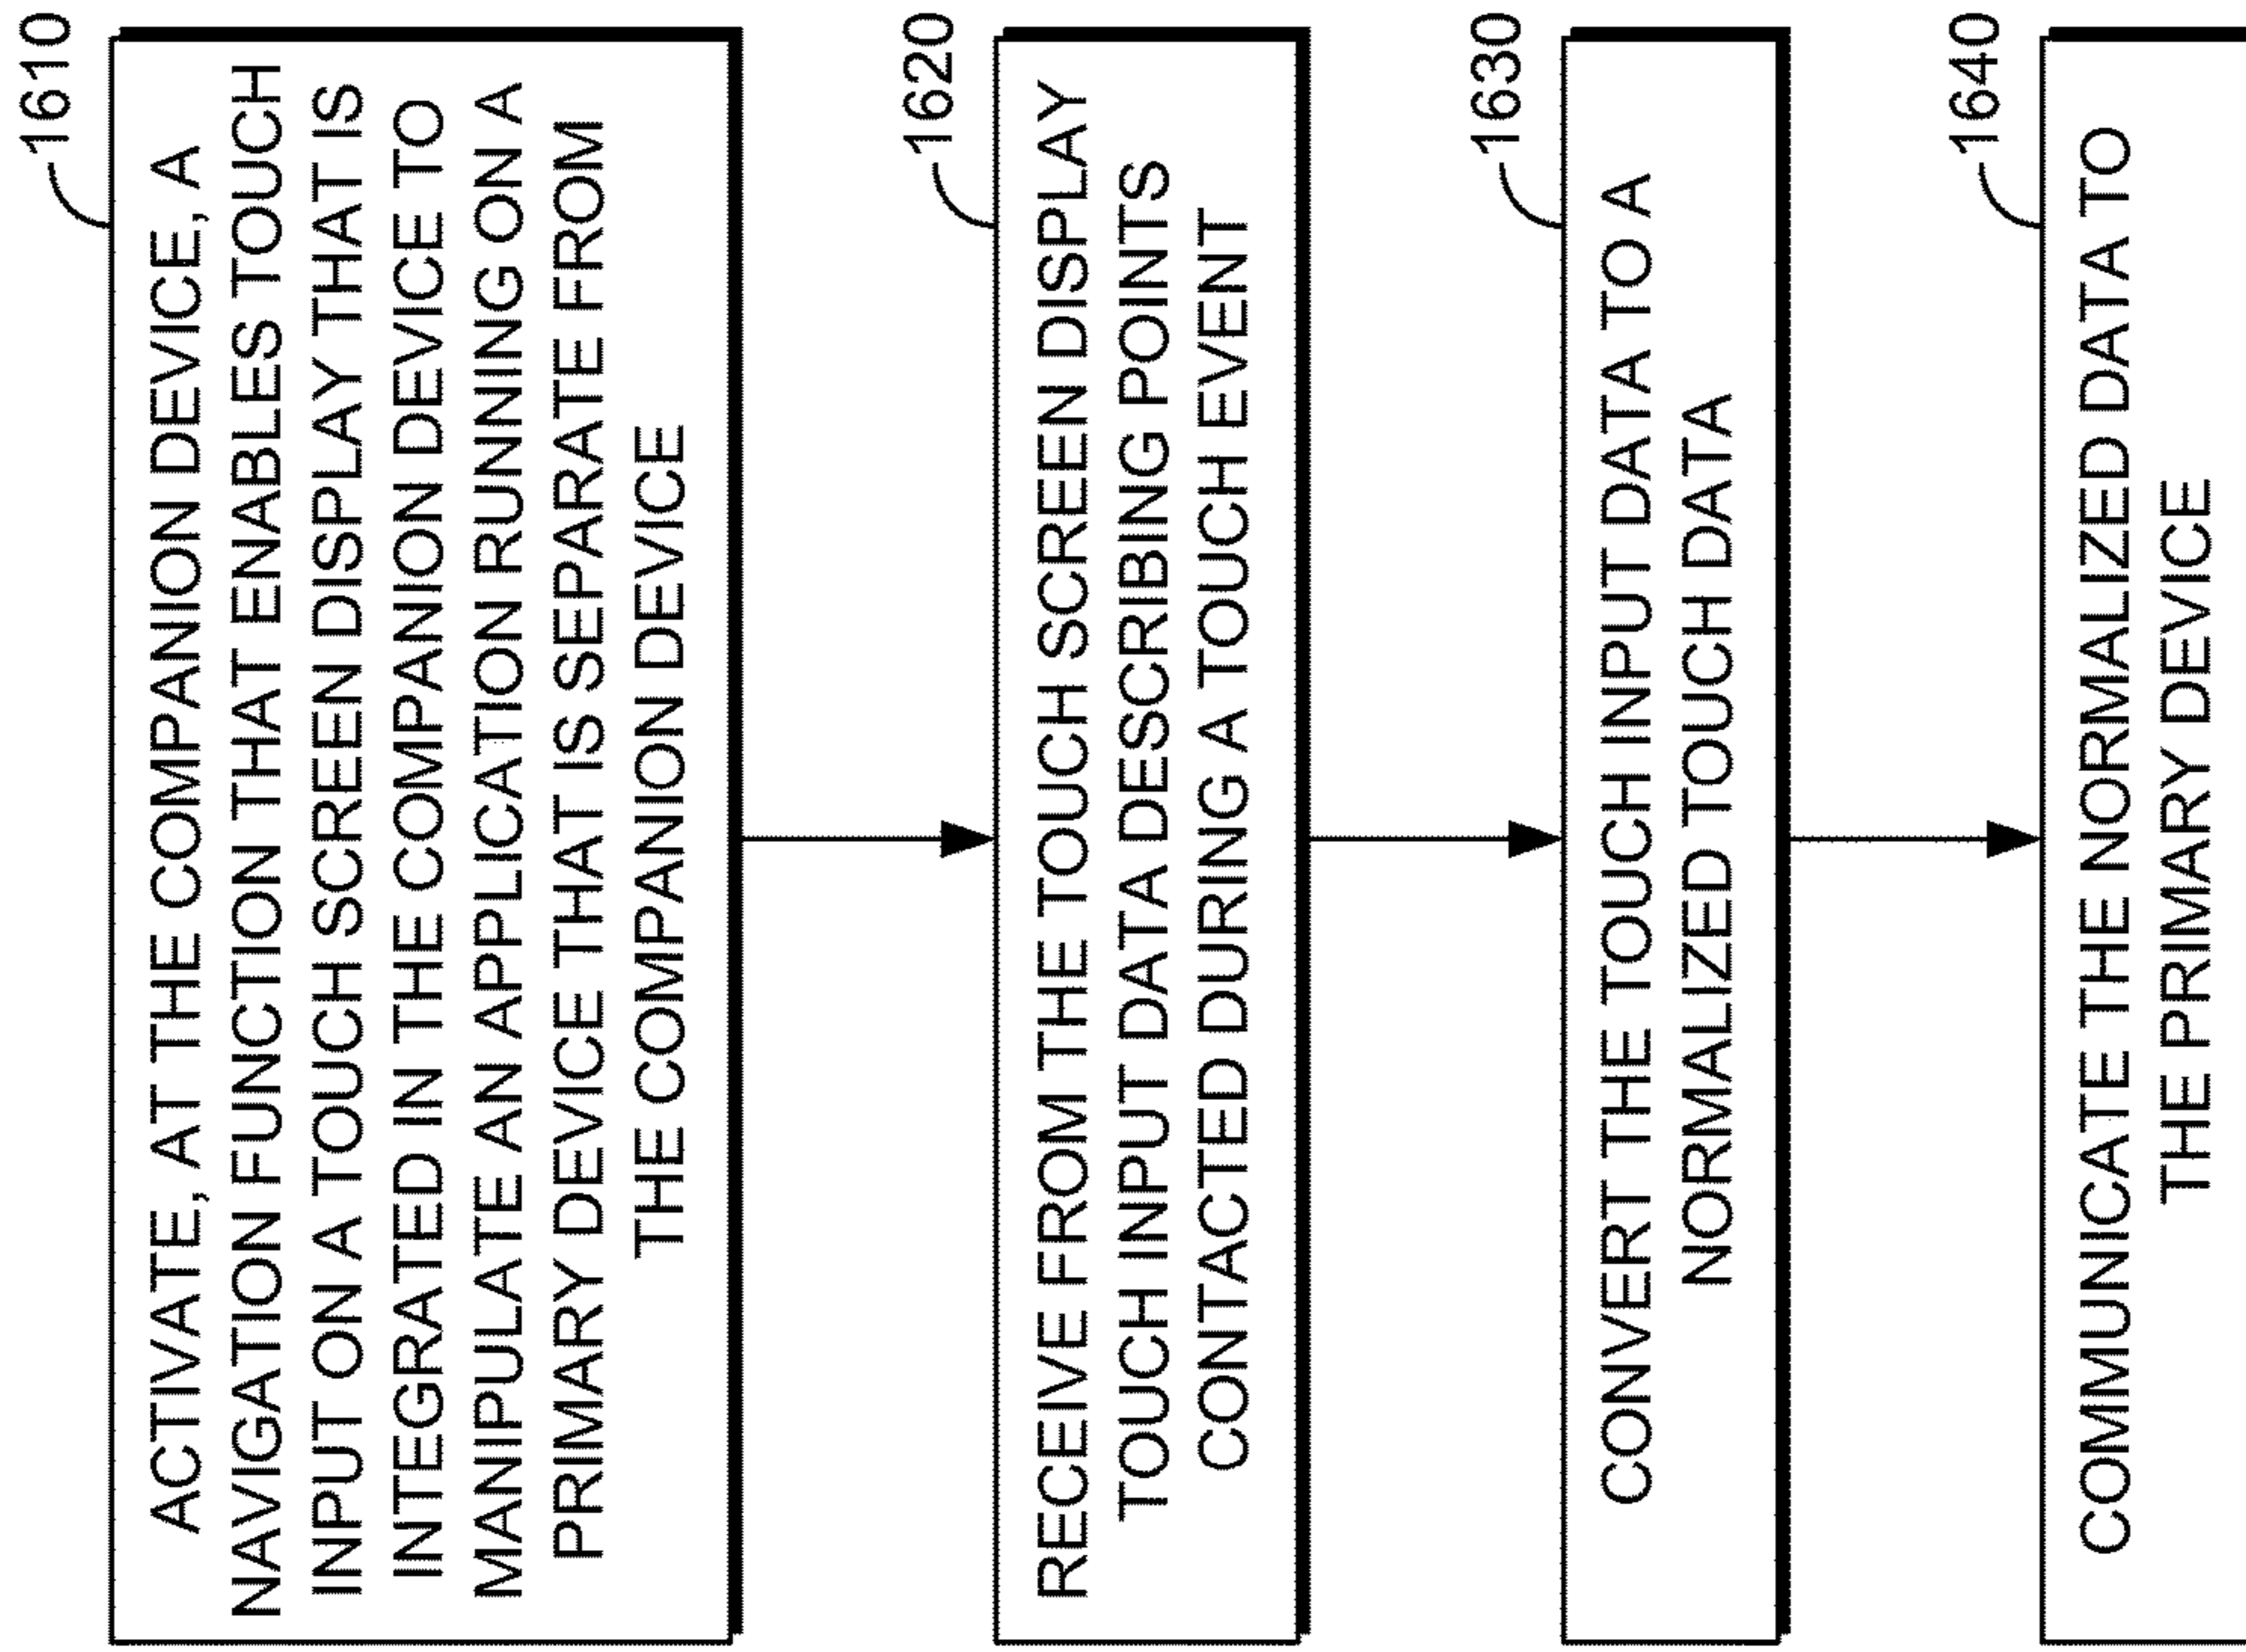 1610
ACTIVATE, AT THE COMPANION DEVICE, A
NAVIGATION FUNCTION THAT ENABLES TOUCH
INPUT ON A TOUCH SCREEN DISPLAY THAT IS
INTEGRATED IN THE COMPANION DEVICE TO
MANIPULATE AN APPLICATION RUNNING ON A
PRIMARY DEVICE THAT IS SEPARATE FROM
THE COMPANION DEVICE
1620
RECEIVE FROM THE TOUCH SCREEN DISPLAY
TOUCH INPUT DATA DESCRIBING POINTS
CONTACTED DURING A TOUCH EVENT
1630
CONVERT THE TOUCH INPUT DATA TO A
NORMALIZED TOUCH DATA
1640
COMMUNICATE THE NORMALIZED DATA TO
THE PRIMARY DEVICE